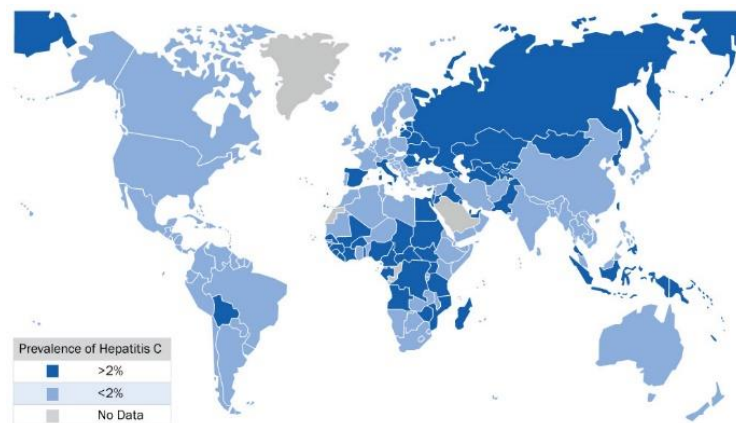 Prevalence of Hepatitis C
>2%
<2%
No Data